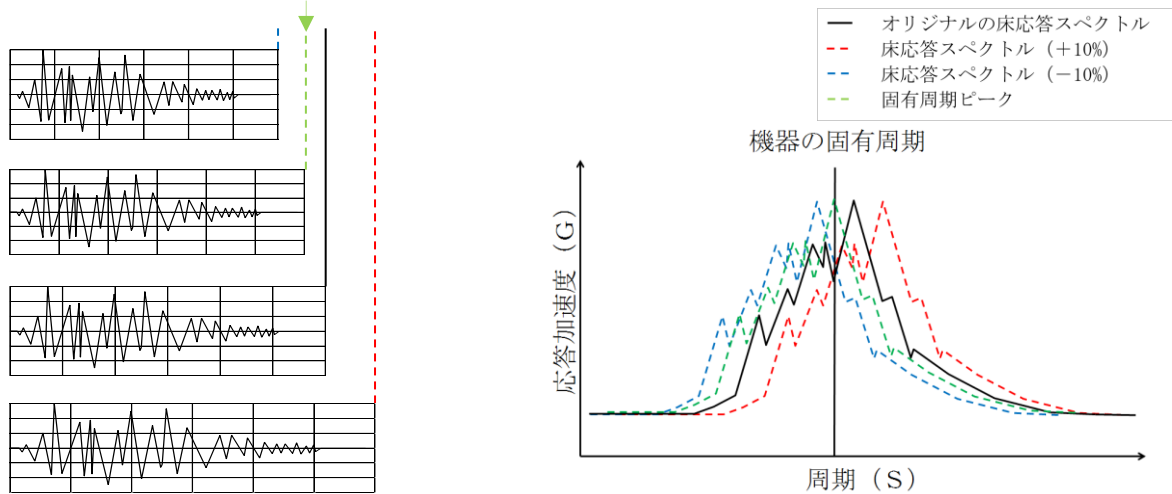 オリジナルの床応答スペクトル
床応答スペクトル（＋10%）
床応答スペクトル（－10%）
固有周期ピーク
機器の固有周期
応答加速度（G）
周期（S）